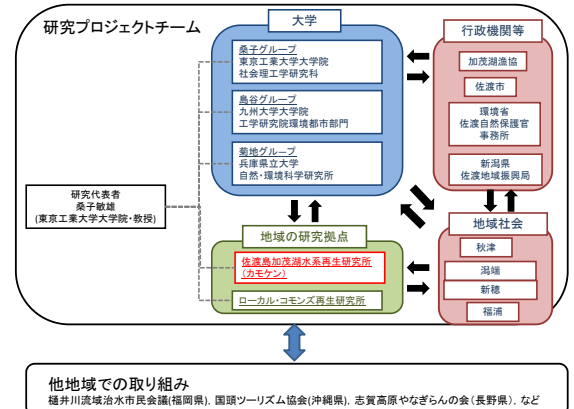 研究プロジェクトチーム
大学
桑子グループ
東京工業大学大学院
社会理工学研究科
島谷グループ
九州大学大学院
工学研究院環境都市部門
菊地グループ
兵庫県立大学
自然・環境科学研究所
行政機関等
加茂湖漁協
佐渡市
環境省
佐渡自然保護官
事務所
新潟県
佐渡地域振興局
研究代表者
桑子敏雄
(東京工業大学大学院・教授)
地域の研究拠点
佐渡島加茂湖水系再生研究所
(カモケン)
ローカル・コモンズ再生研究所
地域社会
秋津
潟端
新穂
福浦
他地域での取り組み
樋井川流域治水市民会議(福岡県), 国頭ツーリズム協会(沖縄県), 志賀高原やなぎらんの会(長野県), など